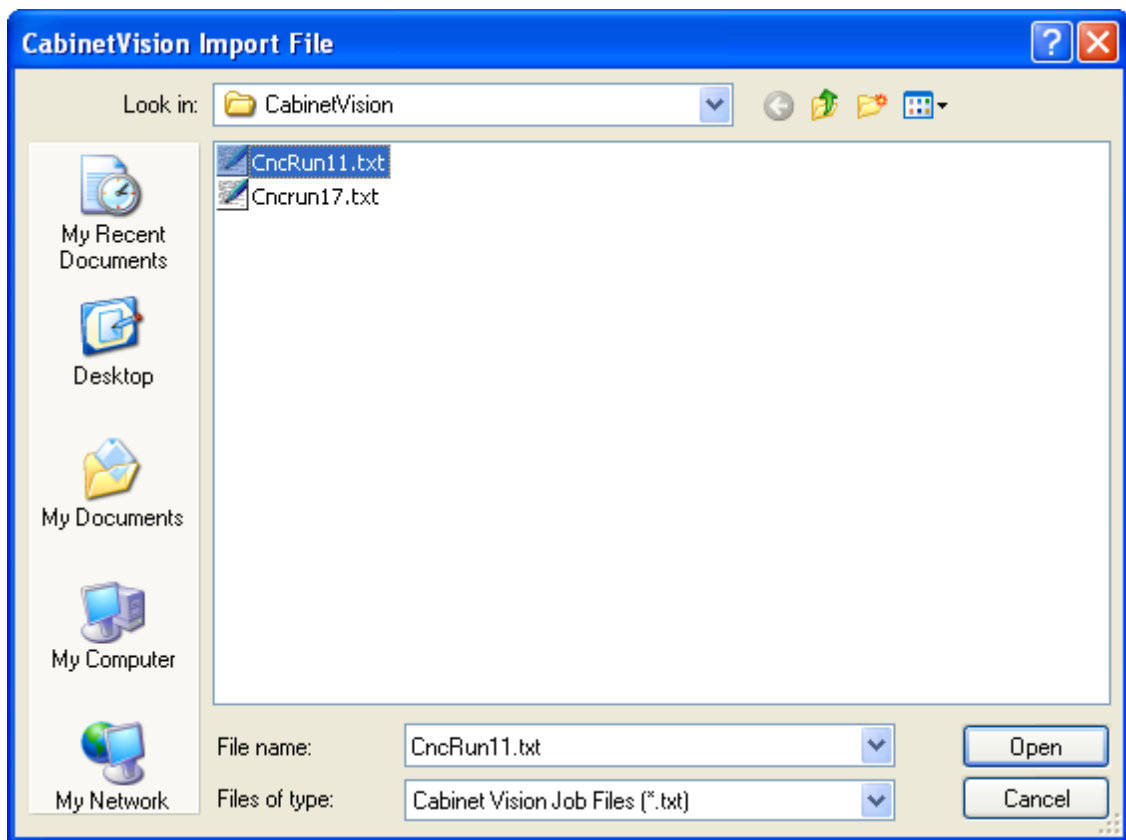 CabinetVision Import File
Look in:
CabinetVision
CncRun11.txt
Cncrun17.txt
My Recent
Documents
Desktop
My Documents
My Computer
My Network
File name:
CncRun11.txt
Open
Files of type:
Cabinet Vision Job Files (*.txt)
Cancel